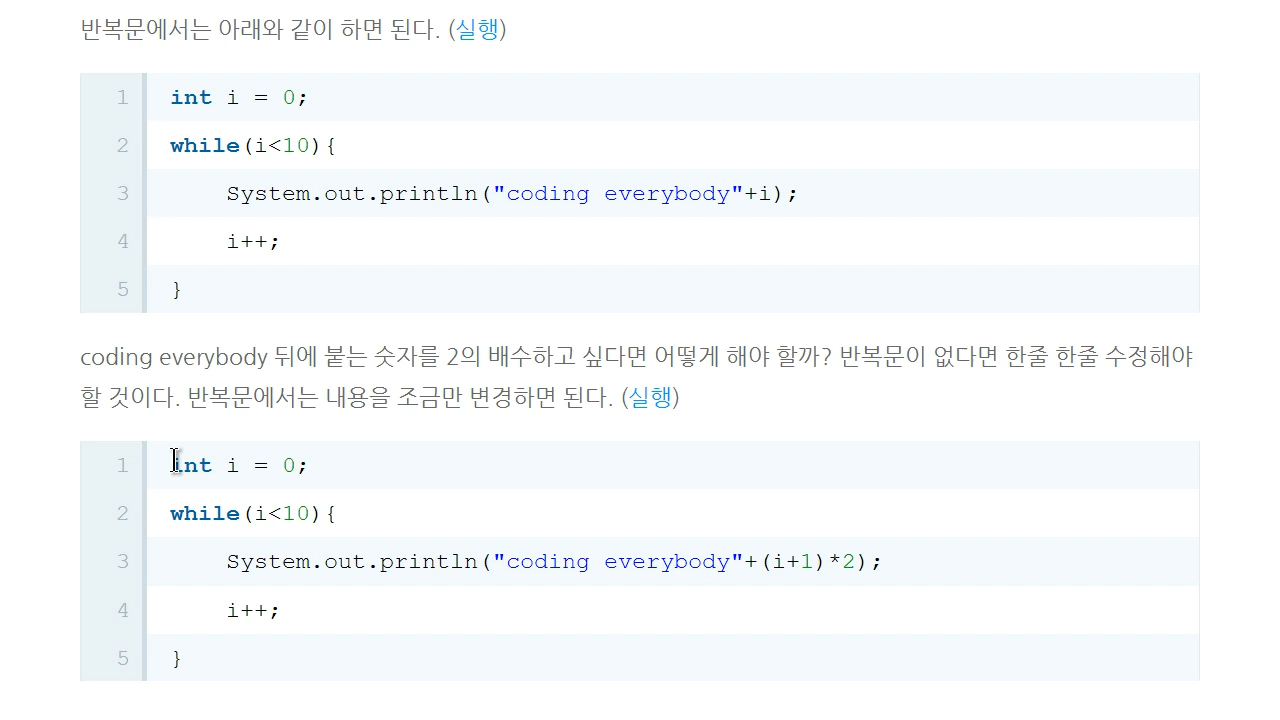 반복문에서는 아래와 같이 하면 된다. (실행)
1 int i = 0;
2 while(i<10){
3 System.out.println("coding everybody"+i);
4 i++;
5 }
coding everybody 뒤에 붙는 숫자를 2의 배수하고 싶다면 어떻게 해야 할까? 반복문이 없다면 한줄 한줄 수정해야
할 것이다. 반복문에서는 내용을 조금만 변경하면 된다. (실행)
1 int i = 0;
2 while(i<10){
3 System.out.println("coding everybody"+(i+1)*2);
4 i++;
5 }